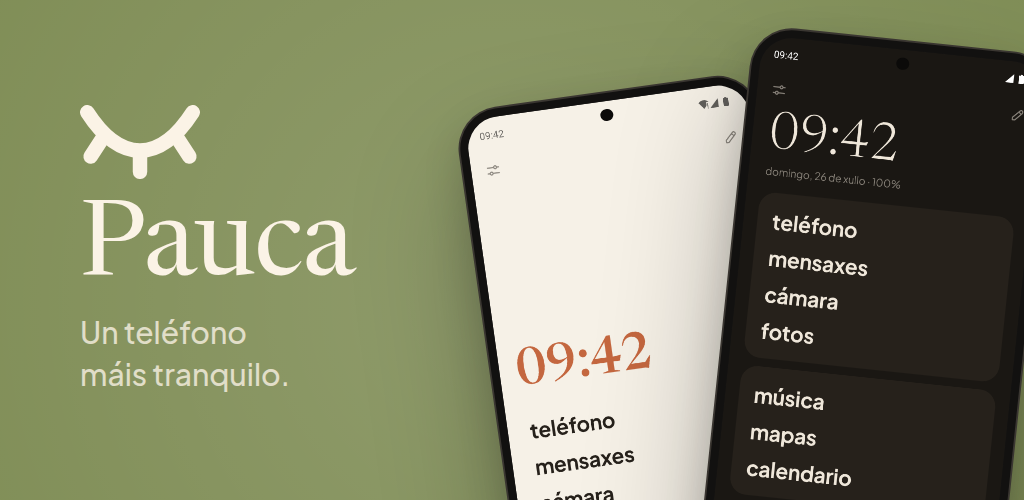 Pauca
Un teléfono
máis tranquilo.
09:42
09:42
teléfono
mensaxes
cámara
09:42
09:42
domingo, 26 de xullo · 100%
teléfono
mensaxes
cámara
fotos
música
mapas
calendario